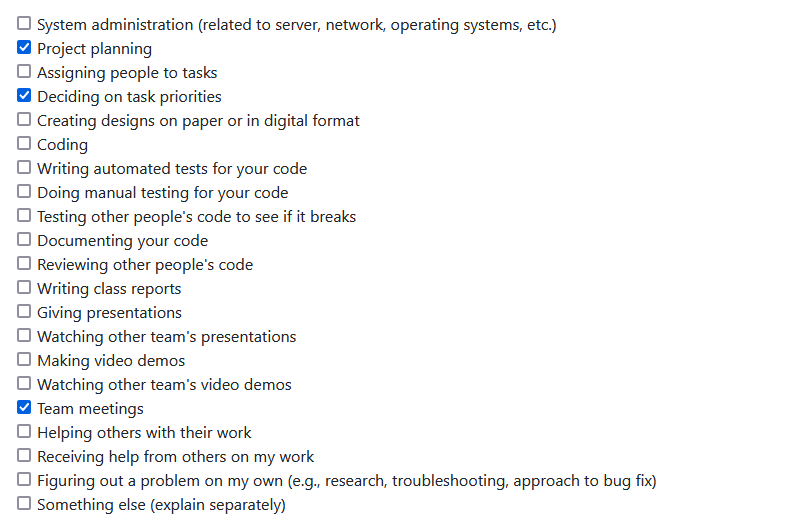 System administration (related to server, network, operating systems, etc.)
Project planning
Assigning people to tasks
Deciding on task priorities
Creating designs on paper or in digital format
Coding
Writing automated tests for your code
Doing manual testing for your code
Testing other people's code to see if it breaks
Documenting your code
Reviewing other people's code
Writing class reports
Giving presentations
Watching other team's presentations
Making video demos
Watching other team's video demos
Team meetings
Helping others with their work
Receiving help from others on my work
Figuring out a problem on my own (e.g., research, troubleshooting, approach to bug fix)
Something else (explain separately)